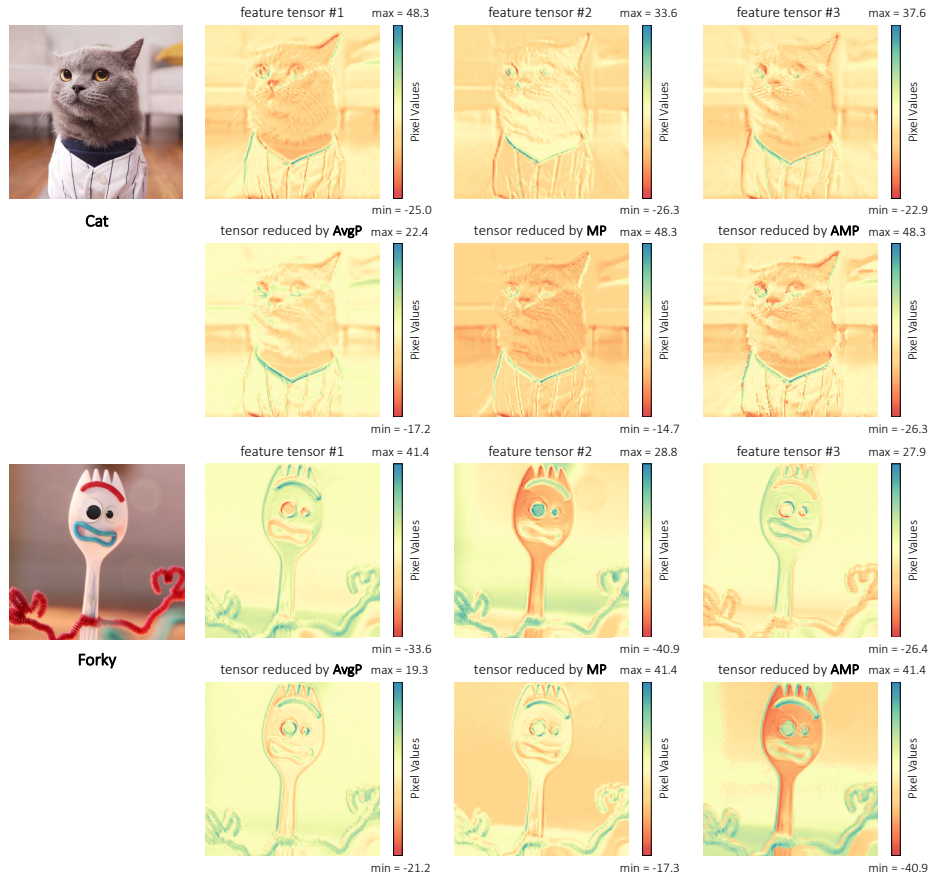 feature tensor #1 max = 48.3
feature tensor #2 max = 33.6
feature tensor #3 max = 37.6
Pixel Values
Pixel Values
Pixel Values
min = -25.0
min = -26.3
min = -22.9
Cat
tensor reduced by AvgP max = 22.4
tensor reduced by MP max = 48.3
tensor reduced by AMP max = 48.3
Pixel Values
Pixel Values
Pixel Values
min = -17.2
min = -14.7
min = -26.3
feature tensor #1 max = 41.4
feature tensor #2 max = 28.8
feature tensor #3 max = 27.9
Pixel Values
Pixel Values
Pixel Values
min = -33.6
min = -40.9
min = -26.4
Forky
tensor reduced by AvgP max = 19.3
tensor reduced by MP max = 41.4
tensor reduced by AMP max = 41.4
Pixel Values
Pixel Values
Pixel Values
min = -21.2
min = -17.3
min = -40.9